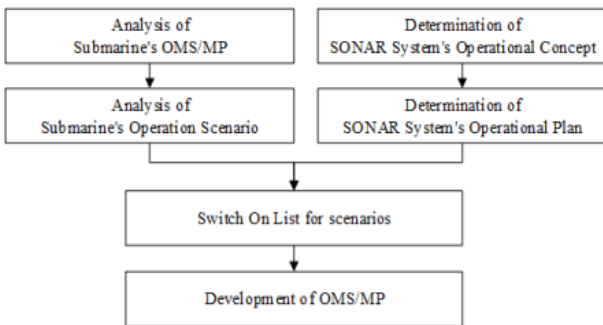 Analysis of
Submarine's OMS/MP
Determination of
SONAR System's Operational Concept
Analysis of
Submarine's Operation Scenario
Determination of
SONAR System's Operational Plan
Switch On List for scenarios
Development of OMS/MP